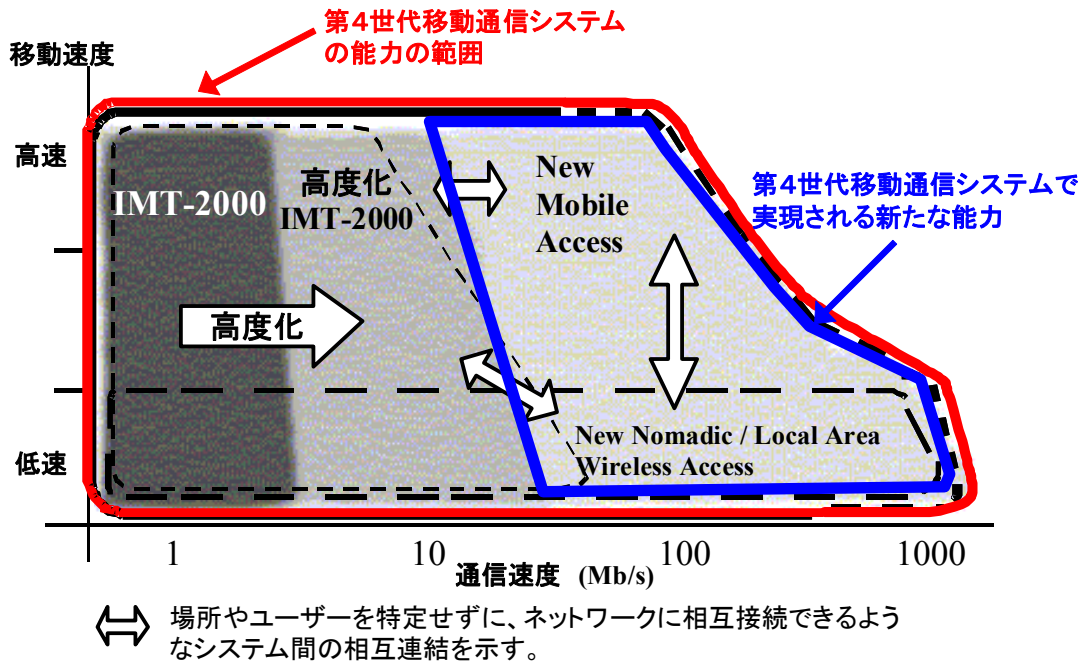 第４世代移動通信システム
の能力の範囲
移動速度
高速
IMT-2000
高度化
IMT-2000
New
Mobile
Access
第４世代移動通信システムで
実現される新たな能力
高度化
New Nomadic / Local Area
Wireless Access
低速
1
10
100
1000
通信速度 (Mb/s)
場所やユーザーを特定せずに、ネットワークに相互接続できるよう
なシステム間の相互連結を示す。